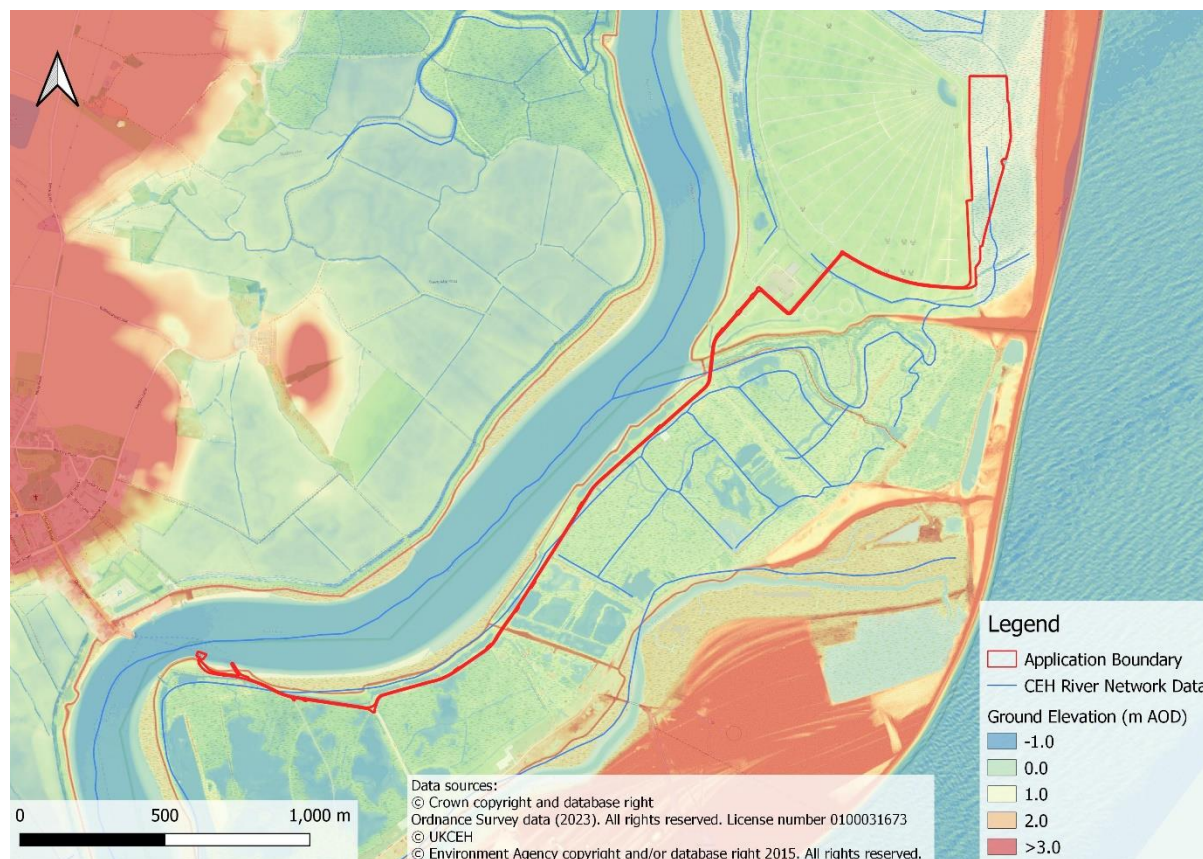 Legend
Application Boundary
CEH River Network Data
Ground Elevation (m AOD)
-1.0
0.0
1.0
2.0
>3.0
Data sources:
© Crown copyright and database right
Ordnance Survey data (2023). All rights reserved. License number 0100031673
© UKCEH
© Environment Agency copyright and/or database right 2015. All rights reserved.
0 500 1,000 m